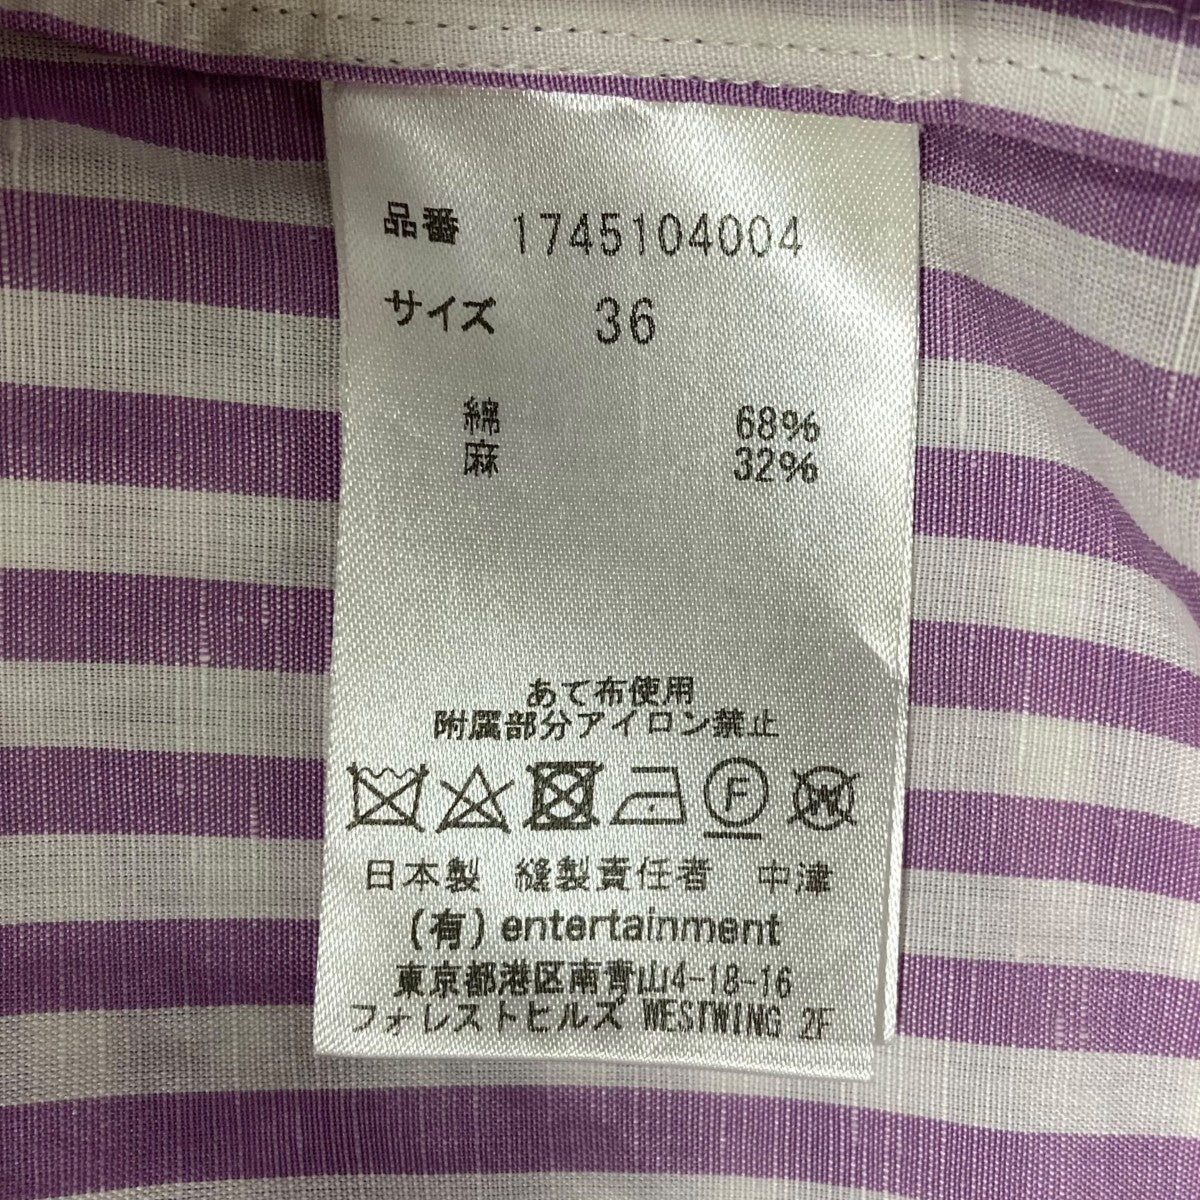 品番 1745104004
サイズ 36
綿 68%
麻 32%
あて布使用
附属部分アイロン禁止
F W
日本製 縫製責任者 中津
(有) entertainment
東京都港区南青山4-18-16
フォレストヒルズ WESTWING 2F